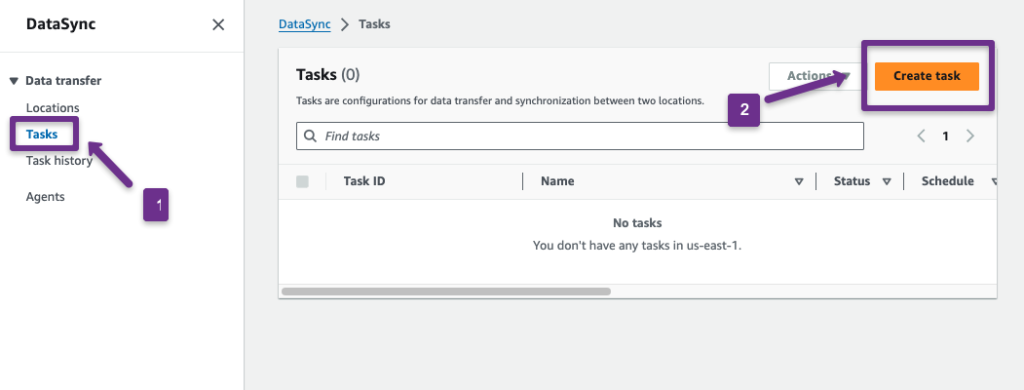 DataSync
Data transfer
Locations
Tasks
Task history
Agents
1
DataSync > Tasks
Tasks (0)
Actions
Create task
Tasks are configurations for data transfer and synchronization between two locations.
2
Find tasks
1
Task ID Name Status Schedule
No tasks
You don't have any tasks in us-east-1.